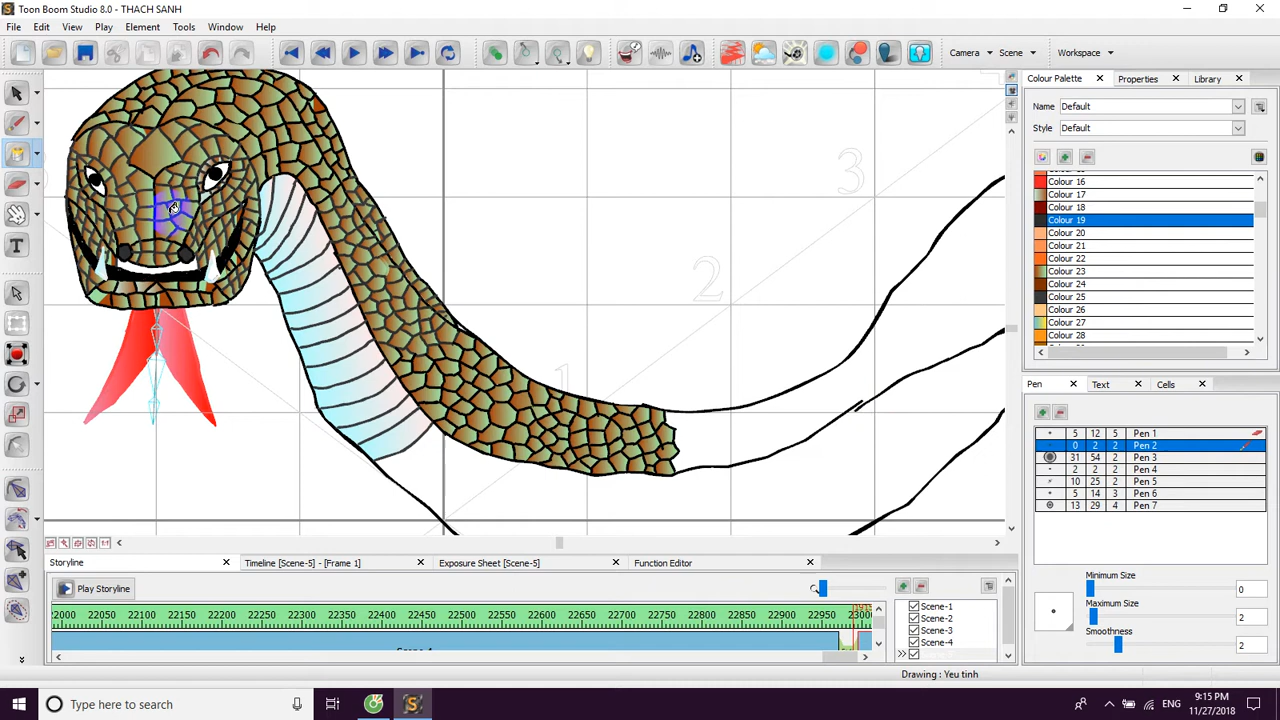 Toon Boom Studio 8.0 - THACH SANH
File Edit View Play Element Tools Window Help
Camera Scene Workspace
Colour Palette Properties Library
Name Default
Style Default
Colour 16
Colour 17
Colour 18
Colour 19
Colour 20
Colour 21
Colour 22
Colour 23
Colour 24
Colour 25
Colour 26
Colour 27
Colour 28
3
2
1
Pen Text Cells
5 12 5 Pen 1
0 2 2 Pen 2
31 54 2 Pen 3
2 2 2 Pen 4
10 25 2 Pen 5
5 14 3 Pen 6
13 29 4 Pen 7
Minimum Size
0
Maximum Size
2
Smoothness
2
Storyline Timeline [Scene-5] - [Frame 1] Exposure Sheet [Scene-5] Function Editor
Play Storyline
22050 22100 22150 22200 22250 22300 22350 22400 22450 22500 22550 22600 22650 22700 22750 22800 22850 22900 22950
Scene-1
Scene-2
Scene-3
Scene-4
Drawing : Yeu tinh
Type here to search
ENG
9:15 PM
11/27/2018